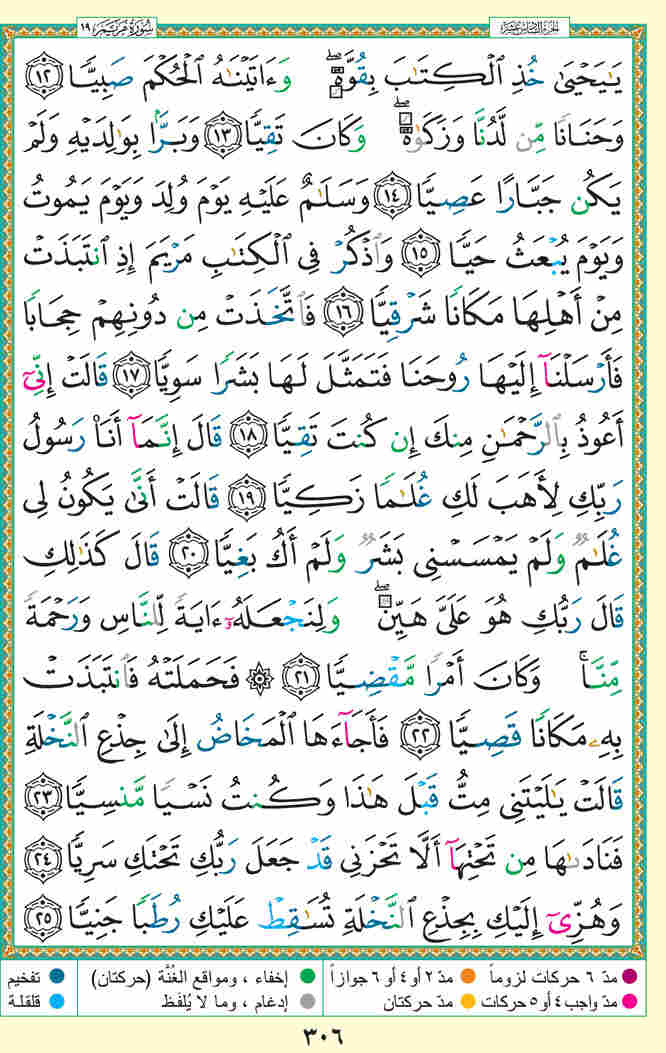 الجزء السادس عشر
سورة مريم ١٩
يَـٰيَحْيَىٰ خُذِ ٱلْكِتَـٰبَ بِقُوَّةٍۖ وَءَاتَيْنَـٰهُ ٱلْحُكْمَ صَبِيًّا ١٢
وَحَنَانًا مِّن لَّدُنَّا وَزَكَوٰةًۖ وَكَانَ تَقِيًّا ١٣ وَبَرًّۢا بِوَٰلِدَيْهِ وَلَمْ
يَكُن جَبَّارًا عَصِيًّا ١٤ وَسَلَـٰمٌ عَلَيْهِ يَوْمَ وُلِدَ وَيَوْمَ يَمُوتُ
وَيَوْمَ يُبْعَثُ حَيًّا ١٥ وَٱذْكُرْ فِى ٱلْكِتَـٰبِ مَرْيَمَ إِذِ ٱنتَبَذَتْ
مِنْ أَهْلِهَا مَكَانًا شَرْقِيًّا ١٦ فَٱتَّخَذَتْ مِن دُونِهِمْ حِجَابًا
فَأَرْسَلْنَآ إِلَيْهَا رُوحَنَا فَتَمَثَّلَ لَهَا بَشَرًا سَوِيًّا ١٧ قَالَتْ إِنِّىٓ
أَعُوذُ بِٱلرَّحْمَـٰنِ مِنكَ إِن كُنتَ تَقِيًّا ١٨ قَالَ إِنَّمَآ أَنَا۠ رَسُولُ
رَبِّكِ لِأَهَبَ لَكِ غُلَـٰمًا زَكِيًّا ١٩ قَالَتْ أَنَّىٰ يَكُونُ لِى
غُلَـٰمٌ وَلَمْ يَمْسَسْنِى بَشَرٌ وَلَمْ أَكُ بَغِيًّا ٢٠ قَالَ كَذَٰلِكِ
قَالَ رَبُّكِ هُوَ عَلَىَّ هَيِّنٌۖ وَلِنَجْعَلَهُۥٓ ءَايَةً لِّلنَّاسِ وَرَحْمَةً
مِّنَّاۚ وَكَانَ أَمْرًا مَّقْضِيًّا ٢١ ۞ فَحَمَلَتْهُ فَٱنتَبَذَتْ
بِهِۦ مَكَانًا قَصِيًّا ٢٢ فَأَجَآءَهَا ٱلْمَخَاضُ إِلَىٰ جِذْعِ ٱلنَّخْلَةِ
قَالَتْ يَـٰلَيْتَنِى مِتُّ قَبْلَ هَـٰذَا وَكُنتُ نَسْيًا مَّنسِيًّا ٢٣
فَنَادَىٰهَا مِن تَحْتِهَآ أَلَّا تَحْزَنِى قَدْ جَعَلَ رَبُّكِ تَحْتَكِ سَرِيًّا ٢٤
وَهُزِّىٓ إِلَيْكِ بِجِذْعِ ٱلنَّخْلَةِ تُسَـٰقِطْ عَلَيْكِ رُطَبًا جَنِيًّا ٢٥
مدّ ٦ حركات لزوماً مدّ ٢ أو ٤ أو ٦ جوازاً إخفاء ، ومواقع الغُنَّة (حركتان) تفخيم
مدّ واجب ٤ أو ٥ حركات مدّ حركتان إدغام ، وما لا يُلفَظ قلقلة
٣٠٦